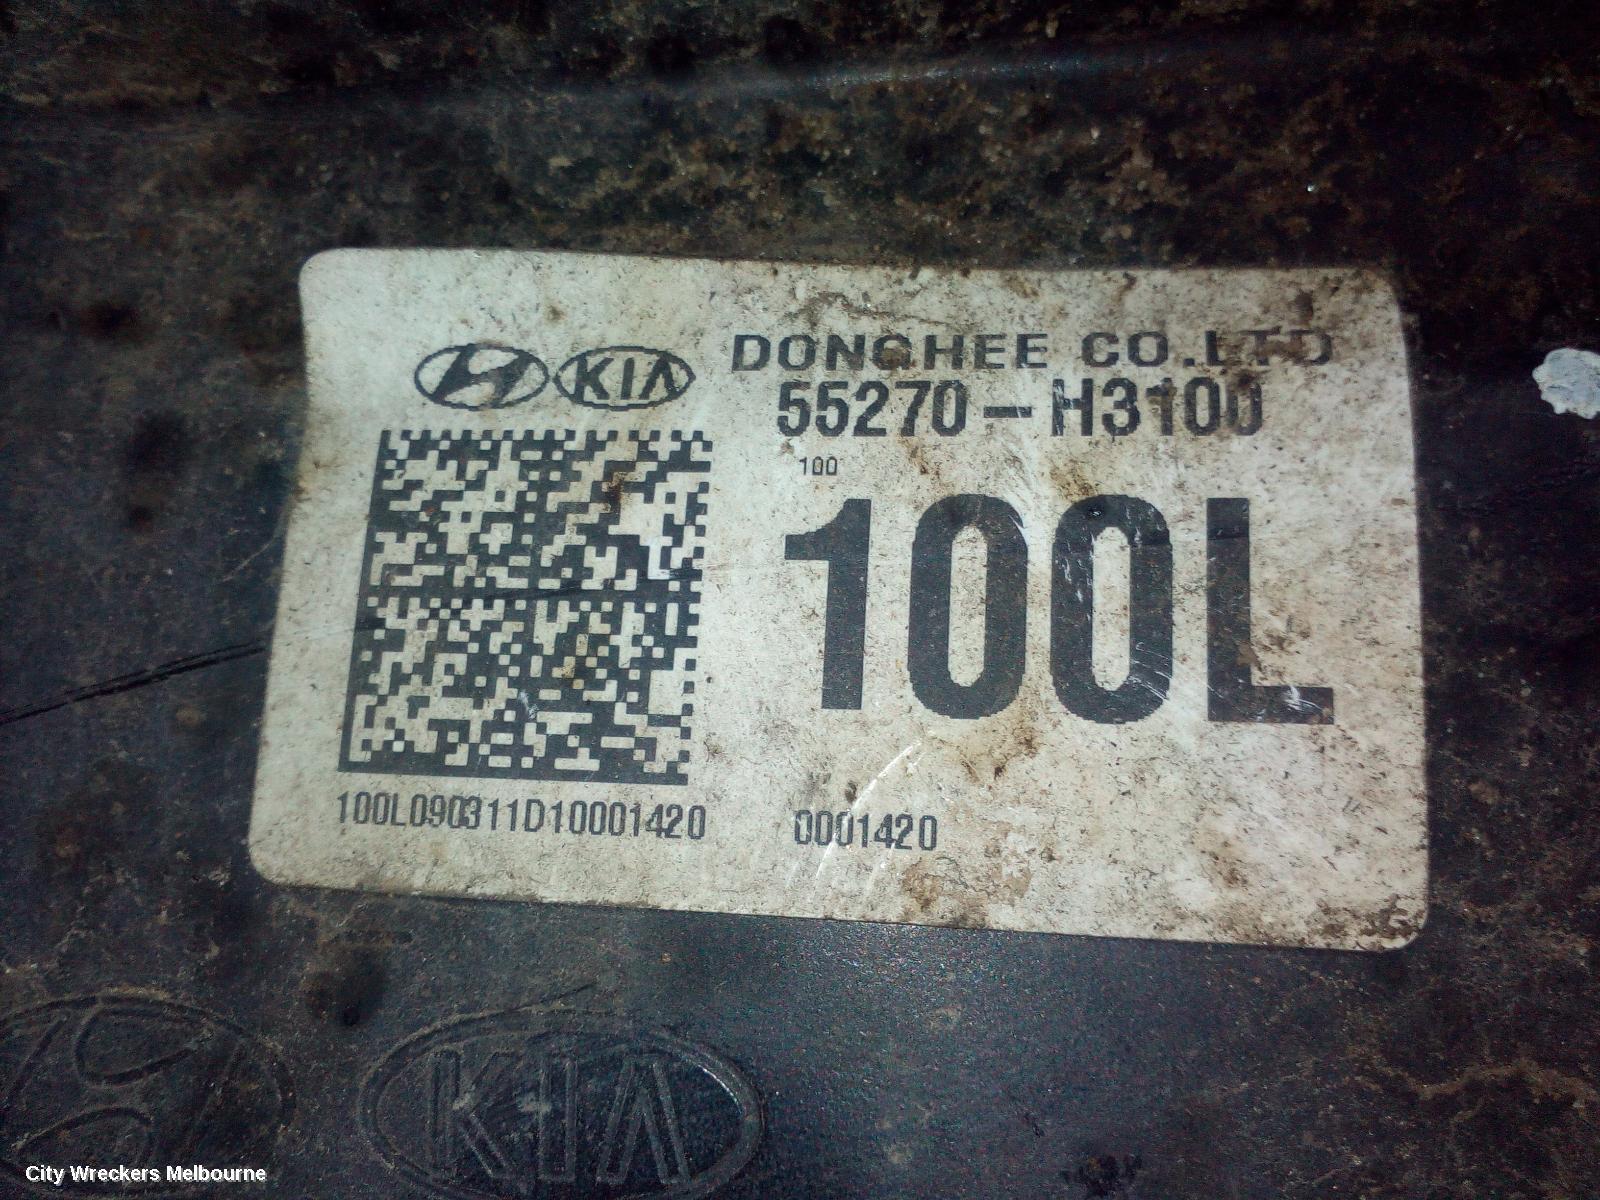 KIA
DONGHEE CO.LTD
55270-H3100
100
100L
100L090311D10001420
0001420
KIA
City Wreckers Melbourne